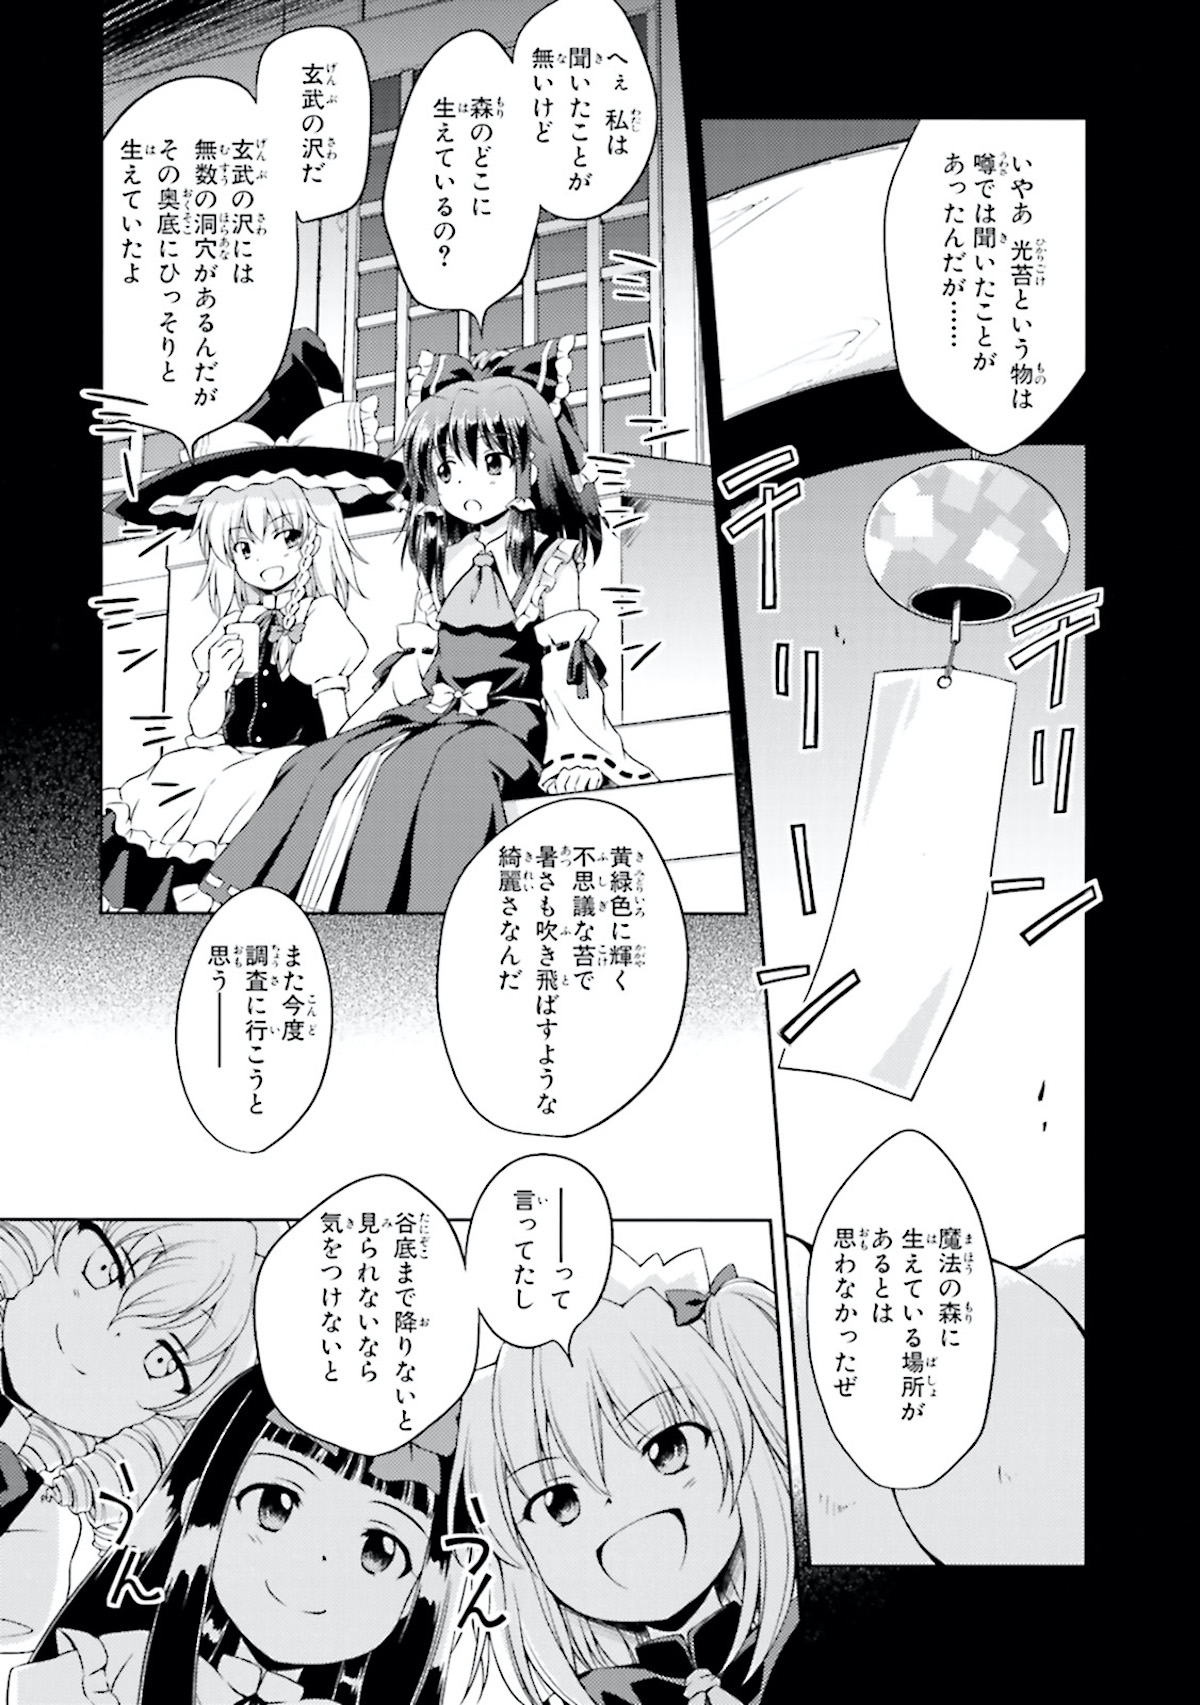 いやあ 光苔という物は
噂では聞いたことが
あったんだが……
チチ
リリリーン
リリリーン
魔法の森に
生えている場所が
あるとは
思わなかったぜ
へぇ 私は
聞いたことが
無いけど
森のどこに
生えているの？
玄武の沢だ
玄武の沢には
無数の洞穴があるんだが
その奥底にひっそりと
生えていたよ
黄緑色に輝く
不思議な苔で
暑さも吹き飛ばすような
綺麗さなんだ
また今度
調査に行こうと
思う――
――って
言ってたし
谷底まで降りないと
見られないなら
気をつけないと
うん
うん